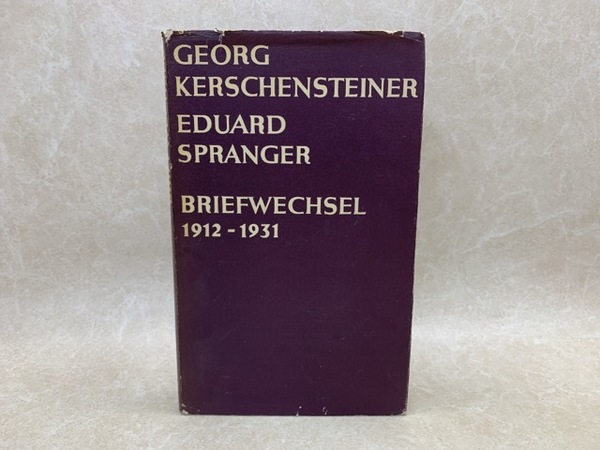 GEORG
KERSCHENSTEINER
EDUARD
SPRANGER
BRIEFWECHSEL
1912 - 1931